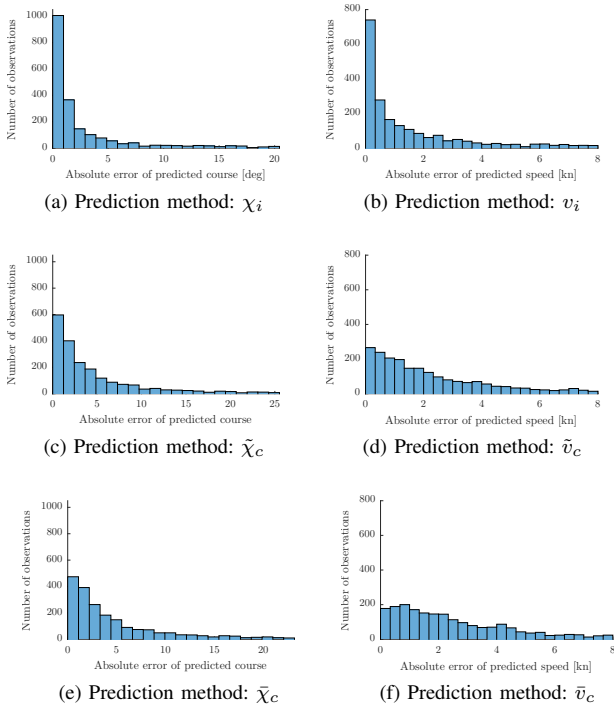 Number of observations
1000
800
600
400
200
0
0 5 10 15 20
Absolute error of predicted course [deg]
(a) Prediction method: χ_i
Number of observations
800
600
400
200
0
0 2 4 6 8
Absolute error of predicted speed [kn]
(b) Prediction method: v_i
Number of observations
1000
800
600
400
200
0
0 5 10 15 20 25
Absolute error of predicted course
(c) Prediction method: χ̃_c
Number of observations
800
600
400
200
0
0 2 4 6 8
Absolute error of predicted speed [kn]
(d) Prediction method: ṽ_c
Number of observations
1000
800
600
400
200
0
0 5 10 15 20
Absolute error of predicted course
(e) Prediction method: χ̄_c
Number of observations
800
600
400
200
0
0 2 4 6 8
Absolute error of predicted speed [kn]
(f) Prediction method: v̄_c